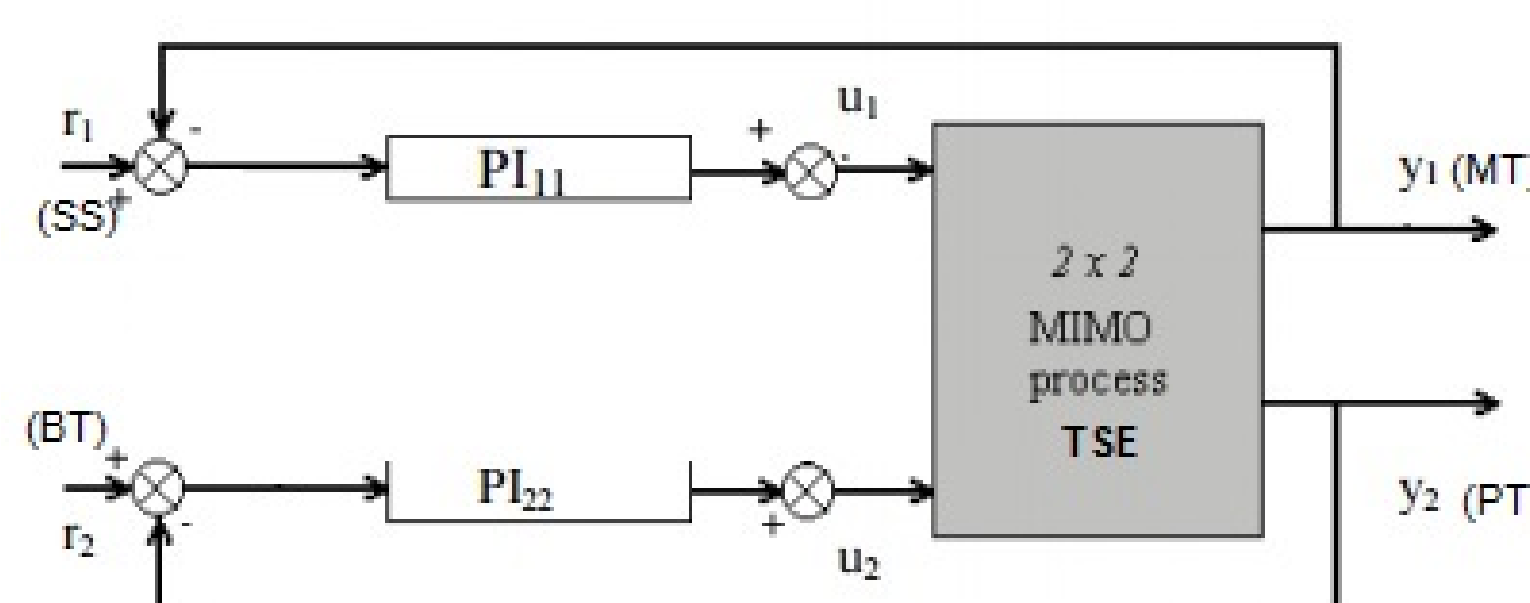 r₁
-
+
(SS)
PI₁₁
+
-
u₁
2 x 2
MIMO
process
TSE
y₁ (MT)
(BT)
+
-
r₂
PI₂₂
+
u₂
y₂ (PT